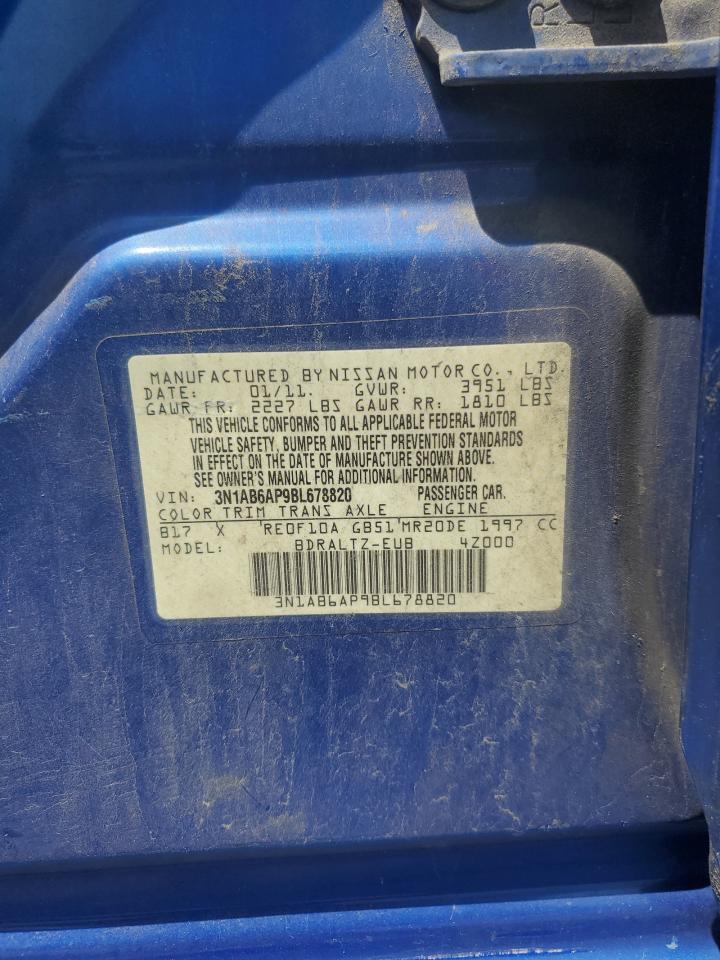 MANUFACTURED BY NISSAN MOTOR CO., LTD.
DATE: 01/11. GVWR: 3951 LBS
GAWR FR: 2227 LBS GAWR RR: 1810 LBS
THIS VEHICLE CONFORMS TO ALL APPLICABLE FEDERAL MOTOR
VEHICLE SAFETY, BUMPER AND THEFT PREVENTION STANDARDS
IN EFFECT ON THE DATE OF MANUFACTURE SHOWN ABOVE.
SEE OWNER'S MANUAL FOR ADDITIONAL INFORMATION.
VIN: 3N1AB6AP9BL678820 PASSENGER CAR.
COLOR TRIM TRANS AXLE ENGINE
B17 X RE0F10A GB51 MR20DE 1997 CC
MODEL: BDRALTZ-EUB 4Z000
3N1AB6AP9BL678820